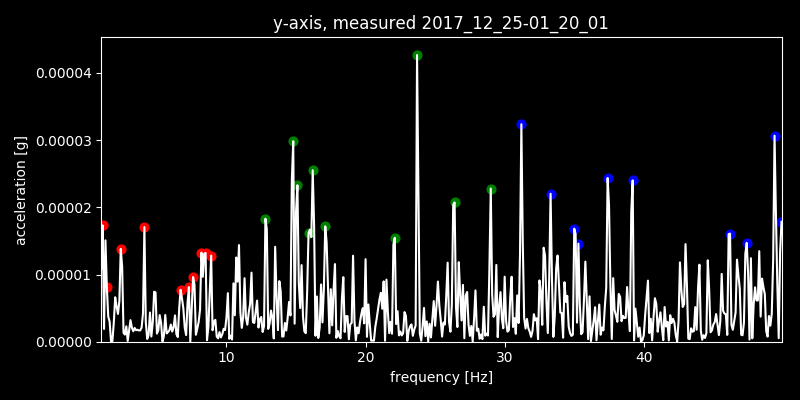 y-axis, measured 2017_12_25-01_20_01
0.00004
0.00003
0.00002
0.00001
0.00000
acceleration [g]
10 20 30 40
frequency [Hz]